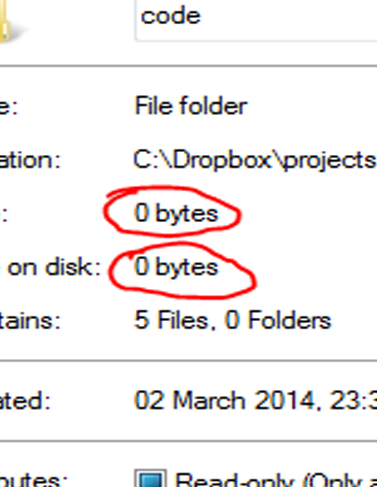 code
e: File folder
ation: C:\Dropbox\projects
: 0 bytes
on disk: 0 bytes
tains: 5 Files, 0 Folders
ated: 02 March 2014, 23:3
butes: Read-only (Only a